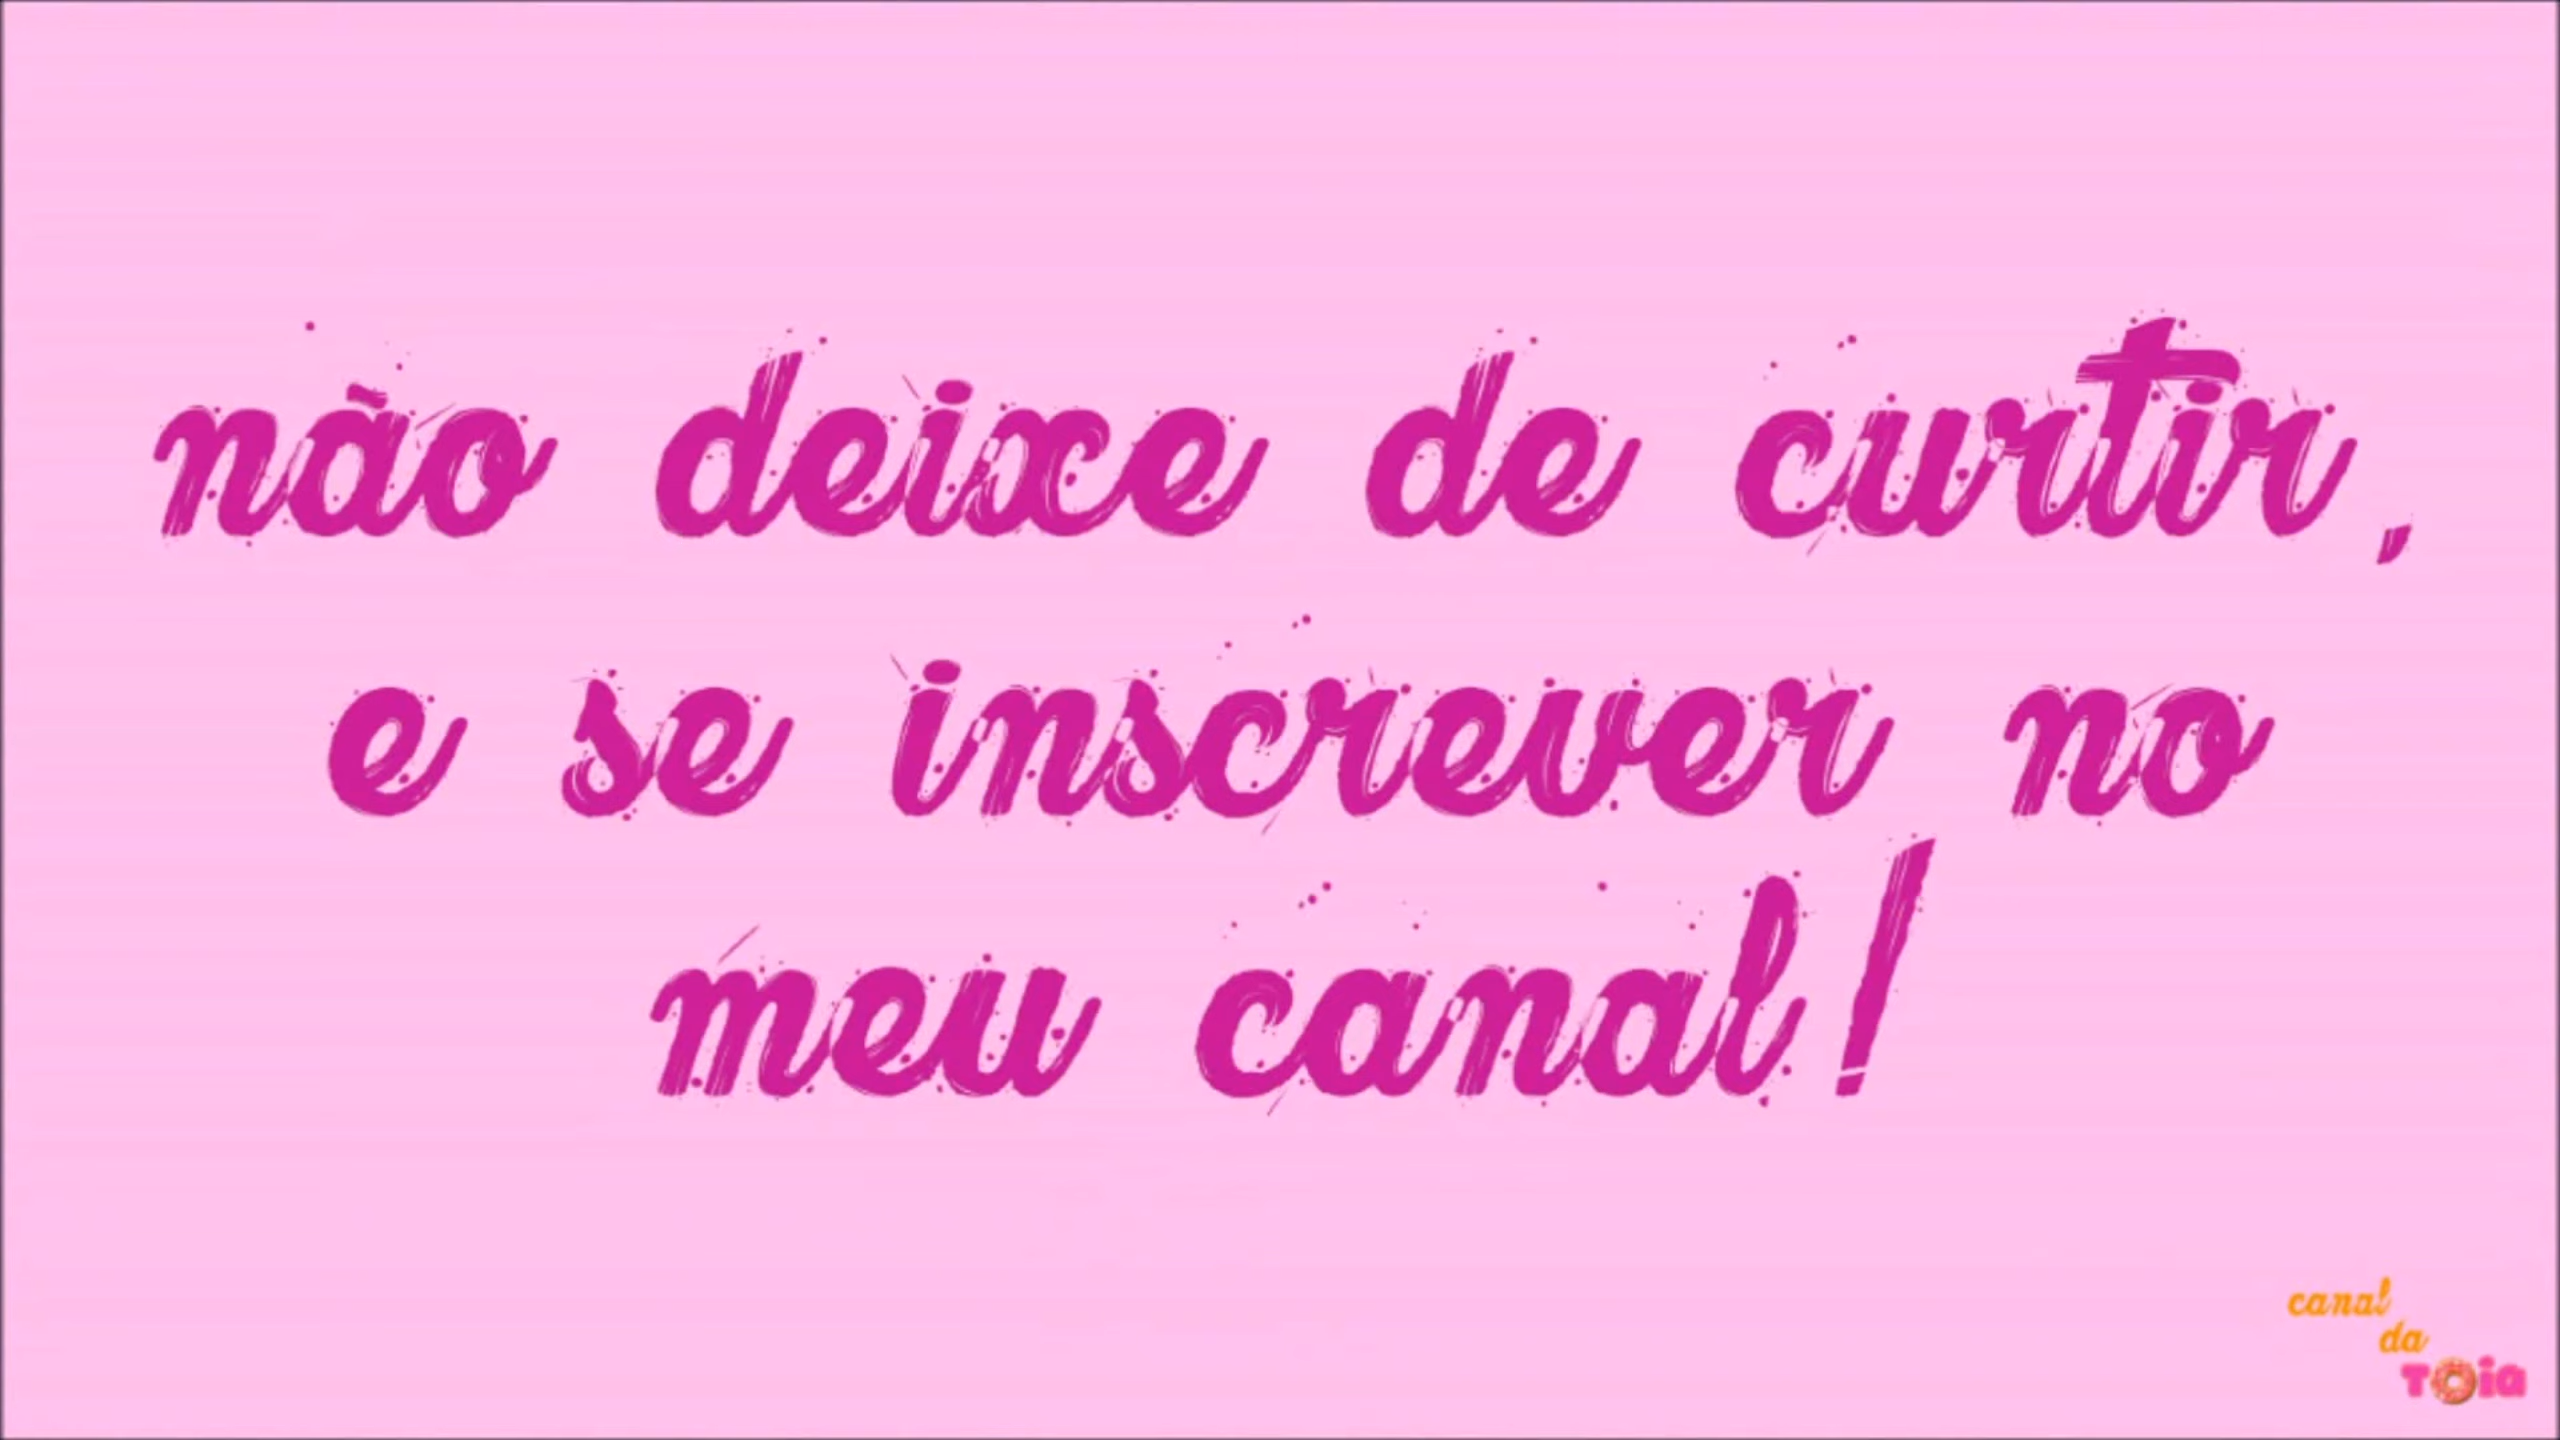 não deixe de curtir,
e se inscrever no
meu canal!
canal
da
Toia